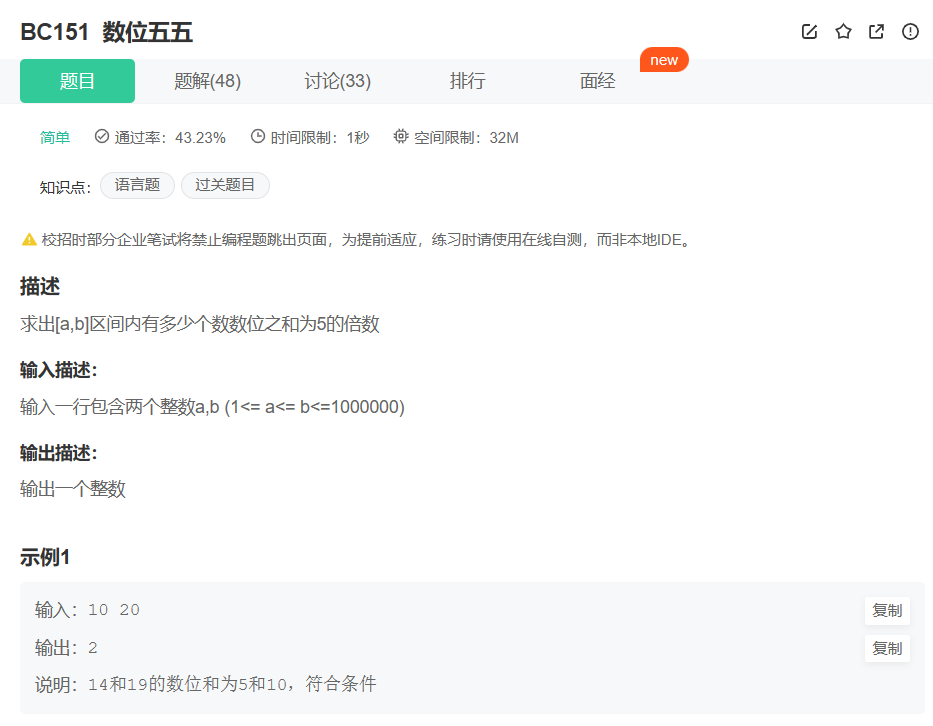 BC151 数位五五
new
题目 题解(48) 讨论(33) 排行 面经
简单 通过率：43.23% 时间限制：1秒 空间限制：32M
知识点： 语言题 过关题目
校招时部分企业笔试将禁止编程题跳出页面，为提前适应，练习时请使用在线自测，而非本地IDE。
描述
求出[a,b]区间内有多少个数数位之和为5的倍数
输入描述：
输入一行包含两个整数a,b (1<= a<= b<=1000000)
输出描述：
输出一个整数
示例1
输入：10 20 复制
输出：2 复制
说明：14和19的数位和为5和10，符合条件